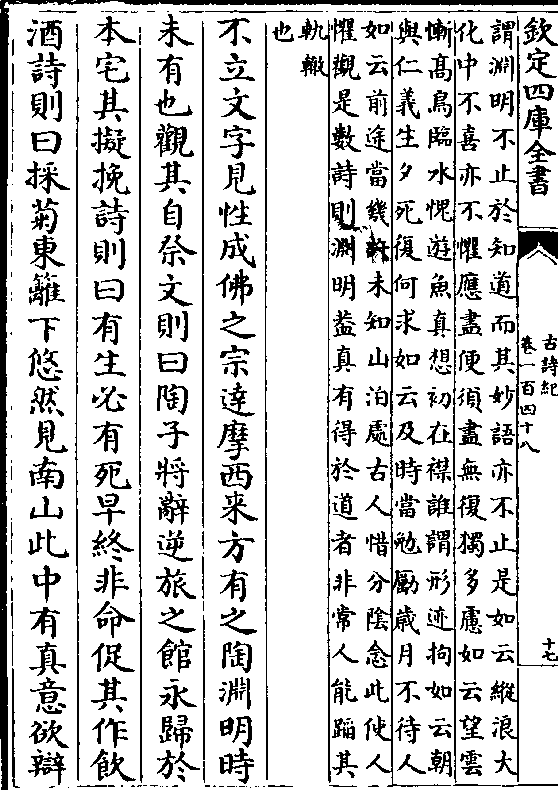 欽定四庫全書
古詩紀
卷一百四十八
十七
謂淵明不止於知道而其妙語亦不止是如云縱浪大
化中不喜亦不懼應盡便須盡無復獨多慮如云望雲
慚髙鳥臨水愧遊魚真想初在襟誰謂形迹拘如云朝
與仁義生夕死復何求如云及時當勉勵歲月不待人
如云前途當幾許未知止泊處古人惜分陰念此使人
懼觀是數詩則淵明葢真有得於道者非常人能蹈其
軌轍
也
不立文字見性成佛之宗達摩西来方有之陶淵明時
未有也觀其自祭文則曰陶子將辭逆旅之館永歸於
本宅其擬挽詩則曰有生必有死早終非命促其作飲
酒詩則曰採菊東籬下悠然見南山此中有真意欲辯